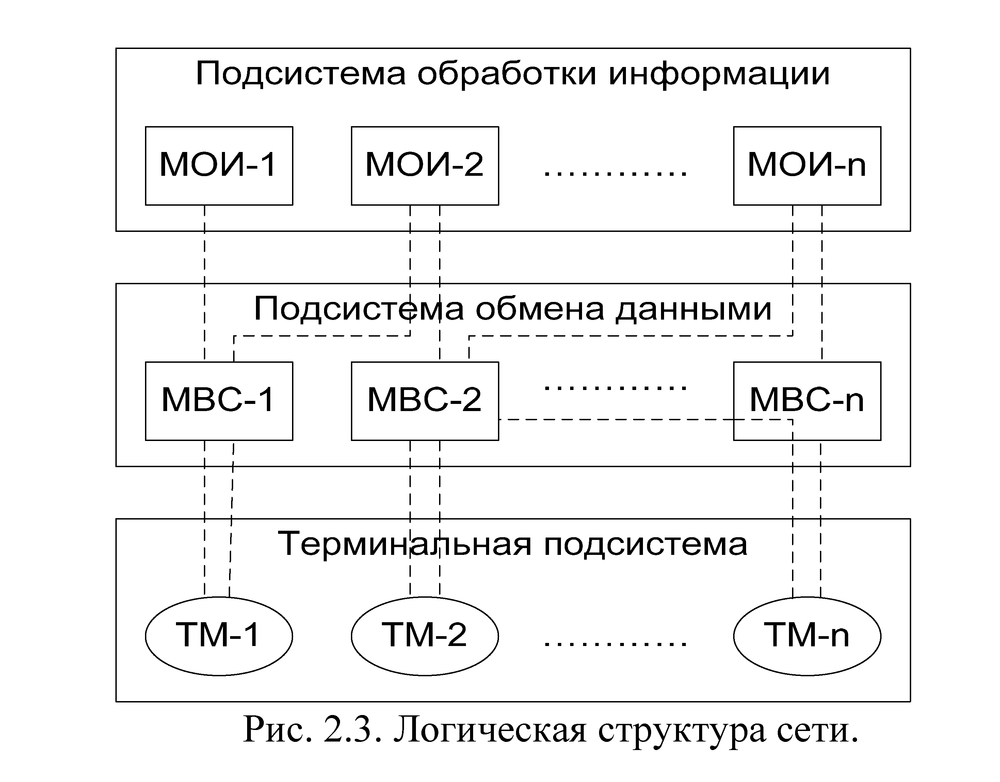 Подсистема обработки информации
МОИ-1 МОИ-2 ............ МОИ-n
Подсистема обмена данными
МВС-1 МВС-2 ............ МВС-n
Терминальная подсистема
ТМ-1 ТМ-2 ............ ТМ-n
Рис. 2.3. Логическая структура сети.